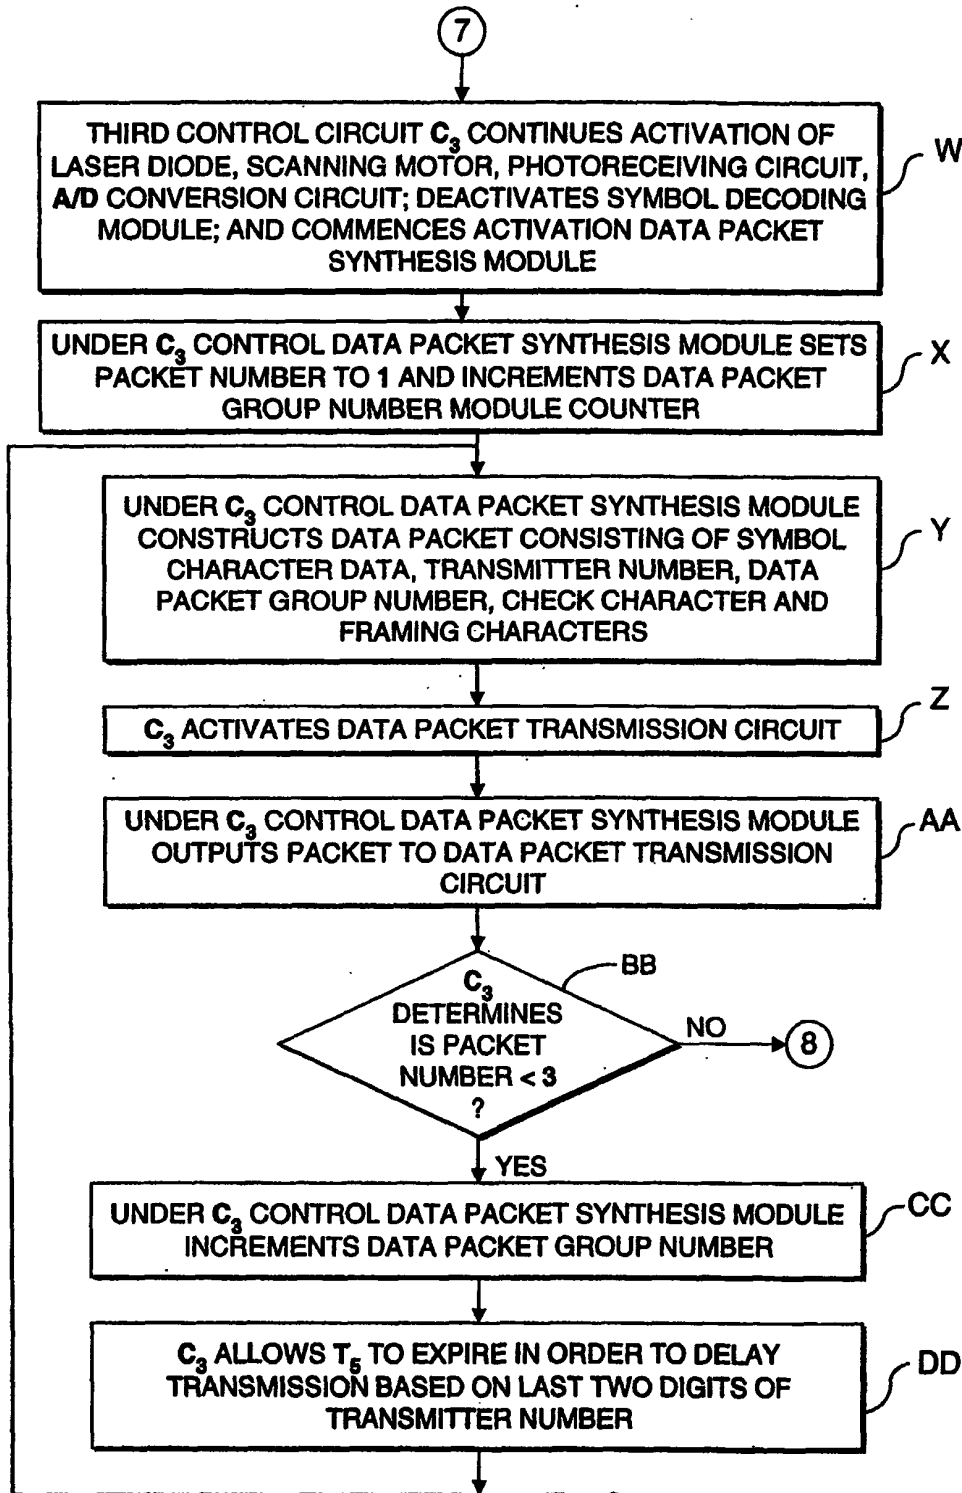 7
THIRD CONTROL CIRCUIT C3 CONTINUES ACTIVATION OF
LASER DIODE, SCANNING MOTOR, PHOTORECEIVING CIRCUIT,
A/D CONVERSION CIRCUIT; DEACTIVATES SYMBOL DECODING
MODULE; AND COMMENCES ACTIVATION DATA PACKET
SYNTHESIS MODULE
W
UNDER C3 CONTROL DATA PACKET SYNTHESIS MODULE SETS
PACKET NUMBER TO 1 AND INCREMENTS DATA PACKET
GROUP NUMBER MODULE COUNTER
X
UNDER C3 CONTROL DATA PACKET SYNTHESIS MODULE
CONSTRUCTS DATA PACKET CONSISTING OF SYMBOL
CHARACTER DATA, TRANSMITTER NUMBER, DATA
PACKET GROUP NUMBER, CHECK CHARACTER AND
FRAMING CHARACTERS
Y
C3 ACTIVATES DATA PACKET TRANSMISSION CIRCUIT
Z
UNDER C3 CONTROL DATA PACKET SYNTHESIS MODULE
OUTPUTS PACKET TO DATA PACKET TRANSMISSION
CIRCUIT
AA
C3
DETERMINES
IS PACKET
NUMBER < 3
?
BB
NO
8
YES
UNDER C3 CONTROL DATA PACKET SYNTHESIS MODULE
INCREMENTS DATA PACKET GROUP NUMBER
CC
C3 ALLOWS T5 TO EXPIRE IN ORDER TO DELAY
TRANSMISSION BASED ON LAST TWO DIGITS OF
TRANSMITTER NUMBER
DD